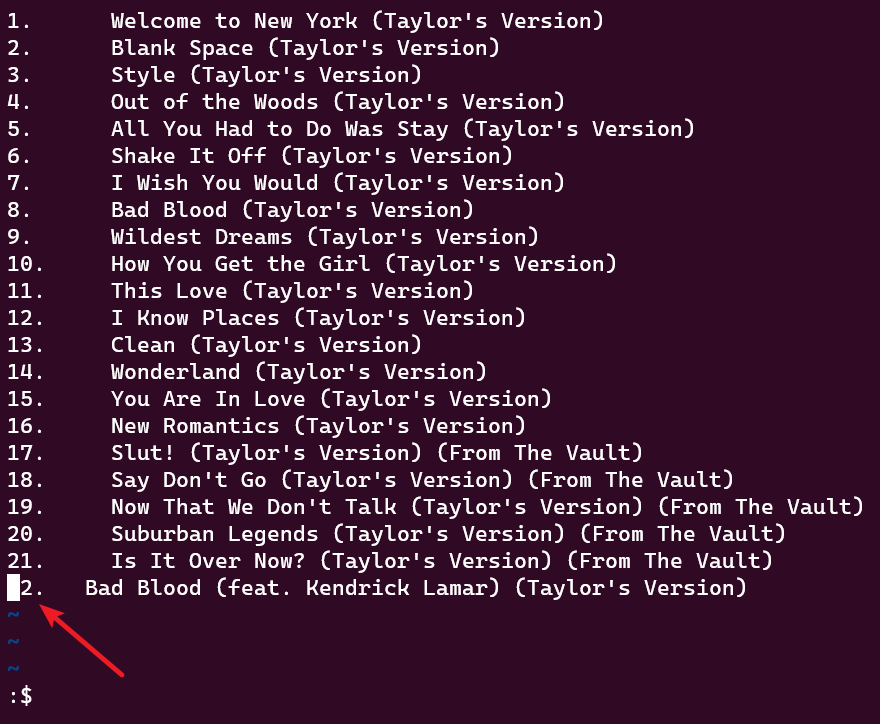 1.      Welcome to New York (Taylor's Version)
2.      Blank Space (Taylor's Version)
3.      Style (Taylor's Version)
4.      Out of the Woods (Taylor's Version)
5.      All You Had to Do Was Stay (Taylor's Version)
6.      Shake It Off (Taylor's Version)
7.      I Wish You Would (Taylor's Version)
8.      Bad Blood (Taylor's Version)
9.      Wildest Dreams (Taylor's Version)
10.     How You Get the Girl (Taylor's Version)
11.     This Love (Taylor's Version)
12.     I Know Places (Taylor's Version)
13.     Clean (Taylor's Version)
14.     Wonderland (Taylor's Version)
15.     You Are In Love (Taylor's Version)
16.     New Romantics (Taylor's Version)
17.     Slut! (Taylor's Version) (From The Vault)
18.     Say Don't Go (Taylor's Version) (From The Vault)
19.     Now That We Don't Talk (Taylor's Version) (From The Vault)
20.     Suburban Legends (Taylor's Version) (From The Vault)
21.     Is It Over Now? (Taylor's Version) (From The Vault)
2.   Bad Blood (feat. Kendrick Lamar) (Taylor's Version)
~
~
~
:$